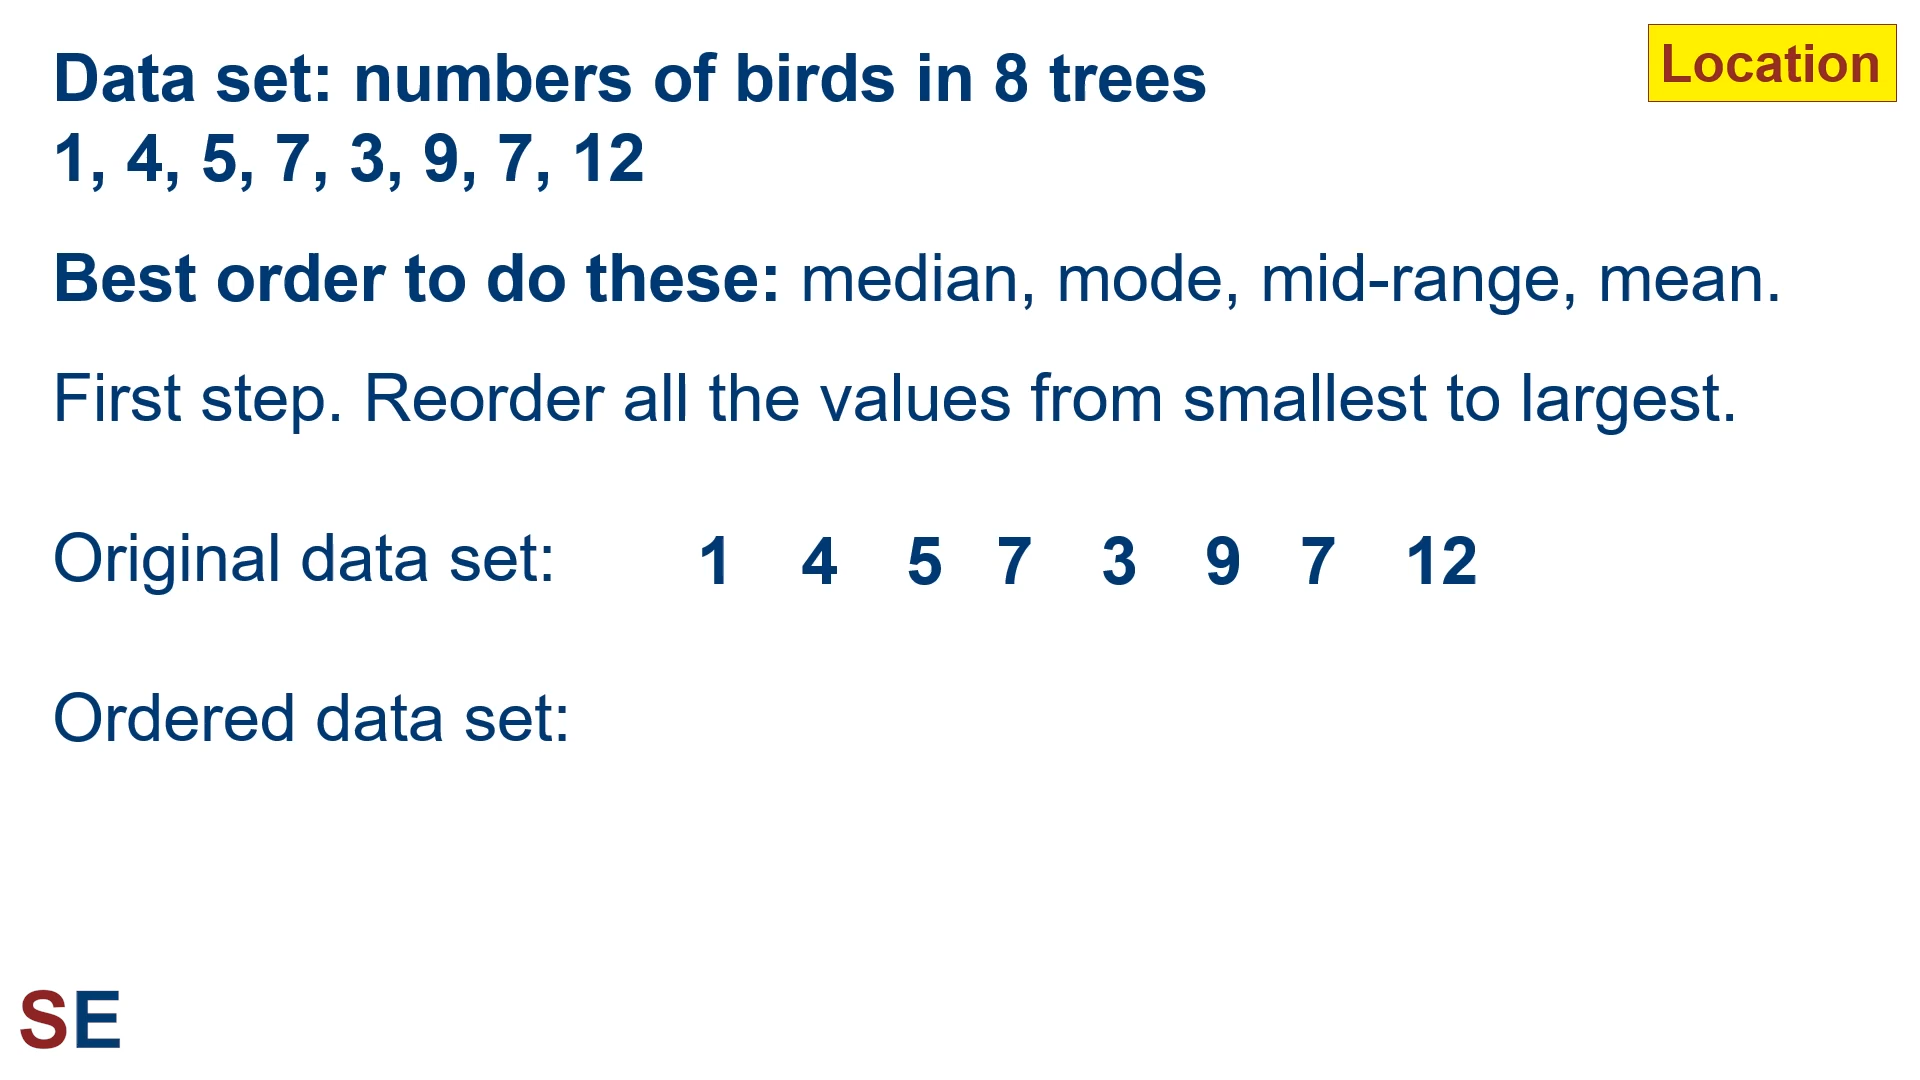 Location
Data set: numbers of birds in 8 trees
1, 4, 5, 7, 3, 9, 7, 12
Best order to do these: median, mode, mid-range, mean.
First step. Reorder all the values from smallest to largest.
Original data set: 1 4 5 7 3 9 7 12
Ordered data set:
SE